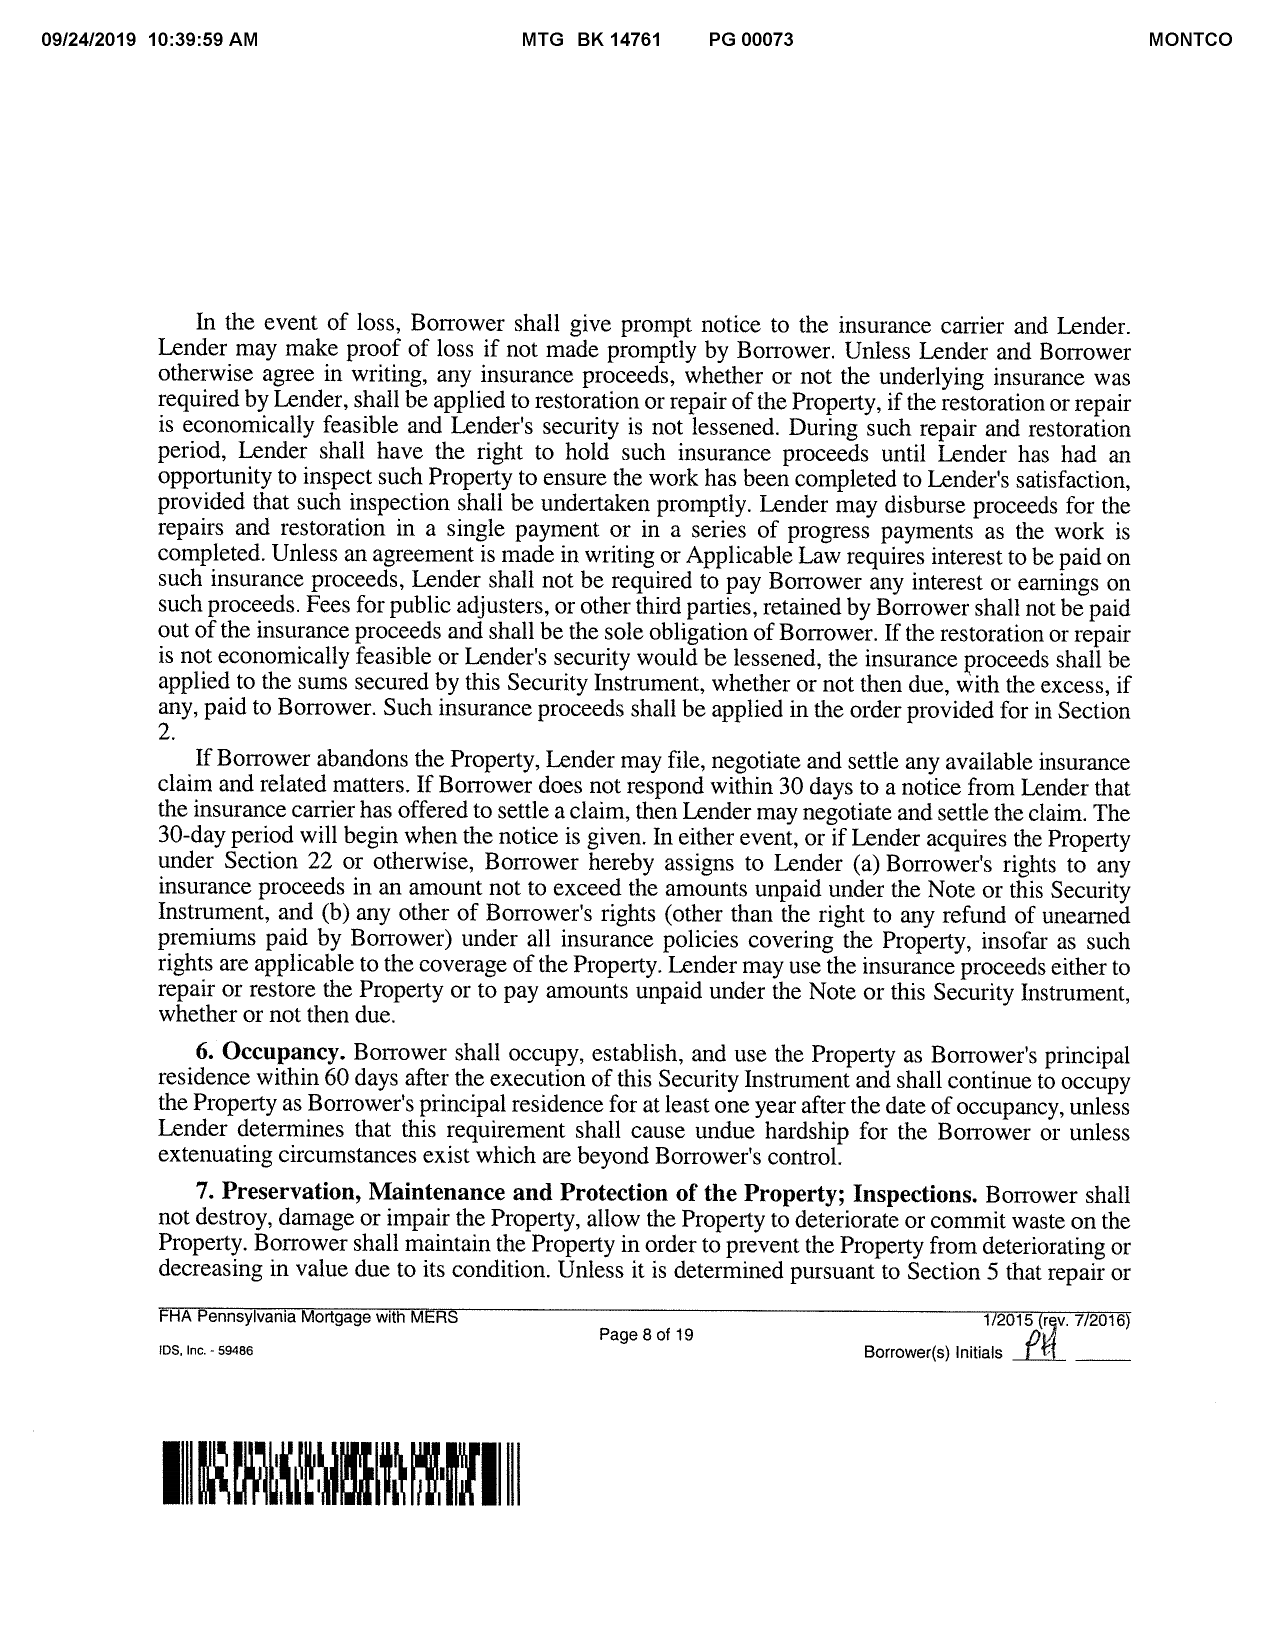 09/24/2019 10:39:59 AM MTG BK 14761 PG 00073 MONTCO
In the event of loss, Borrower shall give prompt notice to the insurance carrier and Lender.
Lender may make proof of loss if not made promptly by Borrower. Unless Lender and Borrower
otherwise agree in writing, any insurance proceeds, whether or not the underlying insurance was
required by Lender, shall be applied to restoration or repair of the Property, if the restoration or repair
is economically feasible and Lender's security is not lessened. During such repair and restoration
period, Lender shall have the right to hold such insurance proceeds until Lender has had an
opportunity to inspect such Property to ensure the work has been completed to Lender's satisfaction,
provided that such inspection shall be undertaken promptly. Lender may disburse proceeds for the
repairs and restoration in a single payment or in a series of progress payments as the work is
completed. Unless an agreement is made in writing or Applicable Law requires interest to be paid on
such insurance proceeds, Lender shall not be required to pay Borrower any interest or earnings on
such proceeds. Fees for public adjusters, or other third parties, retained by Borrower shall not be paid
out of the insurance proceeds and shall be the sole obligation of Borrower. If the restoration or repair
is not economically feasible or Lender's security would be lessened, the insurance proceeds shall be
applied to the sums secured by this Security Instrument, whether or not then due, with the excess, if
any, paid to Borrower. Such insurance proceeds shall be applied in the order provided for in Section
2.
If Borrower abandons the Property, Lender may file, negotiate and settle any available insurance
claim and related matters. If Borrower does not respond within 30 days to a notice from Lender that
the insurance carrier has offered to settle a claim, then Lender may negotiate and settle the claim. The
30-day period will begin when the notice is given. In either event, or if Lender acquires the Property
under Section 22 or otherwise, Borrower hereby assigns to Lender (a) Borrower's rights to any
insurance proceeds in an amount not to exceed the amounts unpaid under the Note or this Security
Instrument, and (b) any other of Borrower's rights (other than the right to any refund of unearned
premiums paid by Borrower) under all insurance policies covering the Property, insofar as such
rights are applicable to the coverage of the Property. Lender may use the insurance proceeds either to
repair or restore the Property or to pay amounts unpaid under the Note or this Security Instrument,
whether or not then due.
6. Occupancy. Borrower shall occupy, establish, and use the Property as Borrower's principal
residence within 60 days after the execution of this Security Instrument and shall continue to occupy
the Property as Borrower's principal residence for at least one year after the date of occupancy, unless
Lender determines that this requirement shall cause undue hardship for the Borrower or unless
extenuating circumstances exist which are beyond Borrower's control.
7. Preservation, Maintenance and Protection of the Property; Inspections. Borrower shall
not destroy, damage or impair the Property, allow the Property to deteriorate or commit waste on the
Property. Borrower shall maintain the Property in order to prevent the Property from deteriorating or
decreasing in value due to its condition. Unless it is determined pursuant to Section 5 that repair or
FHA Pennsylvania Mortgage with MERS 1/2015 (rev. 7/2016)
Page 8 of 19
IDS, Inc. - 59486 Borrower(s) Initials PH